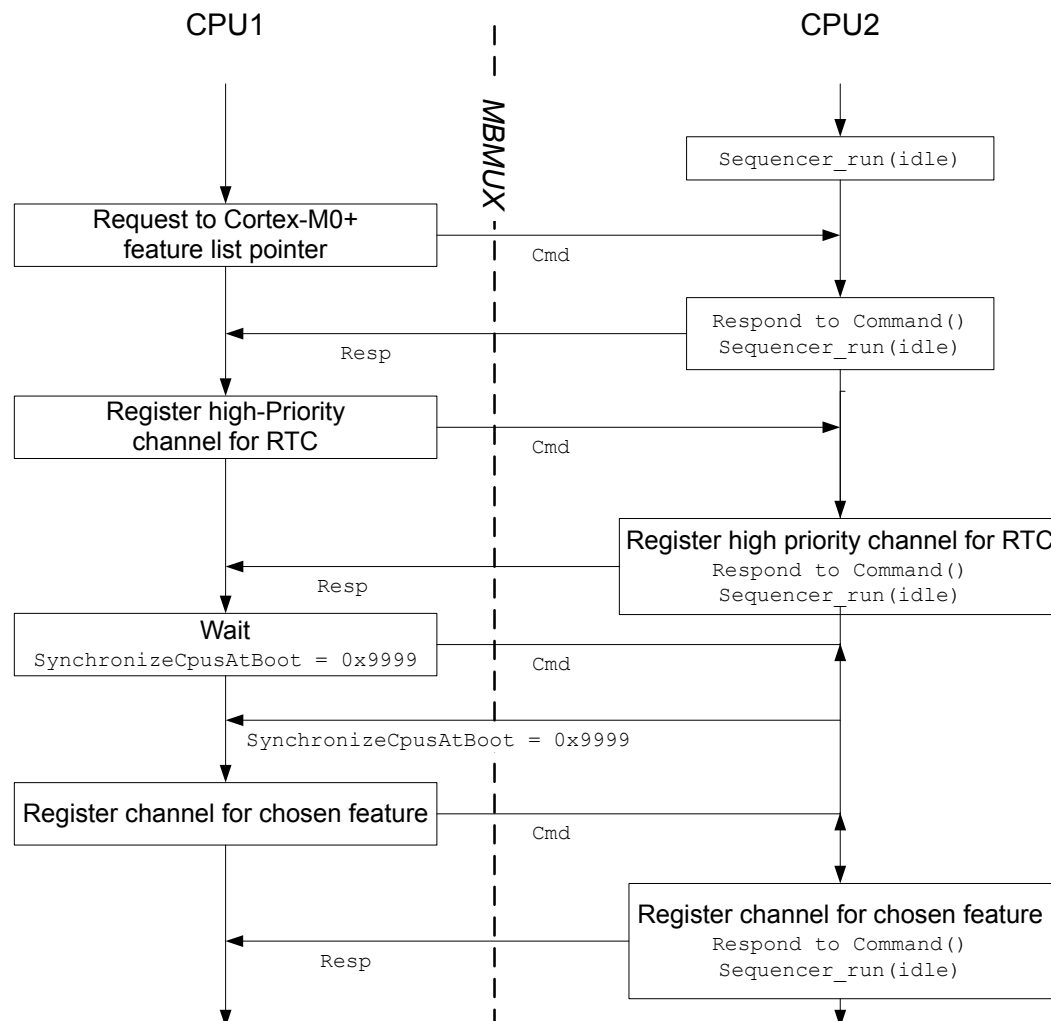 CPU1
CPU2
MBMUX
Sequencer_run(idle)
Request to Cortex-M0+
feature list pointer
Cmd
Respond to Command()
Sequencer_run(idle)
Resp
Register high-Priority
channel for RTC
Cmd
Register high priority channel for RTC
Respond to Command()
Sequencer_run(idle)
Resp
Wait
SynchronizeCpusAtBoot = 0x9999
Cmd
SynchronizeCpusAtBoot = 0x9999
Register channel for chosen feature
Cmd
Register channel for chosen feature
Respond to Command()
Sequencer_run(idle)
Resp